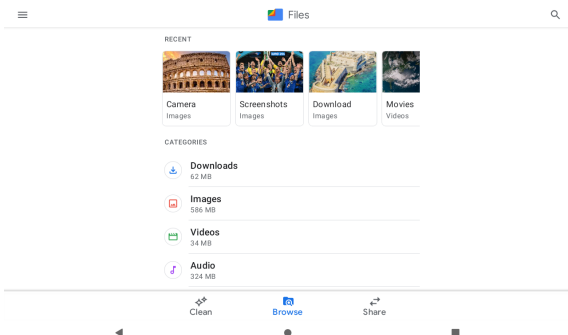 Files
RECENT
Camera
Images
Screenshots
Images
Download
Images
Movies
Videos
CATEGORIES
Downloads
62 MB
Images
586 MB
Videos
34 MB
Audio
324 MB
Clean
Browse
Share